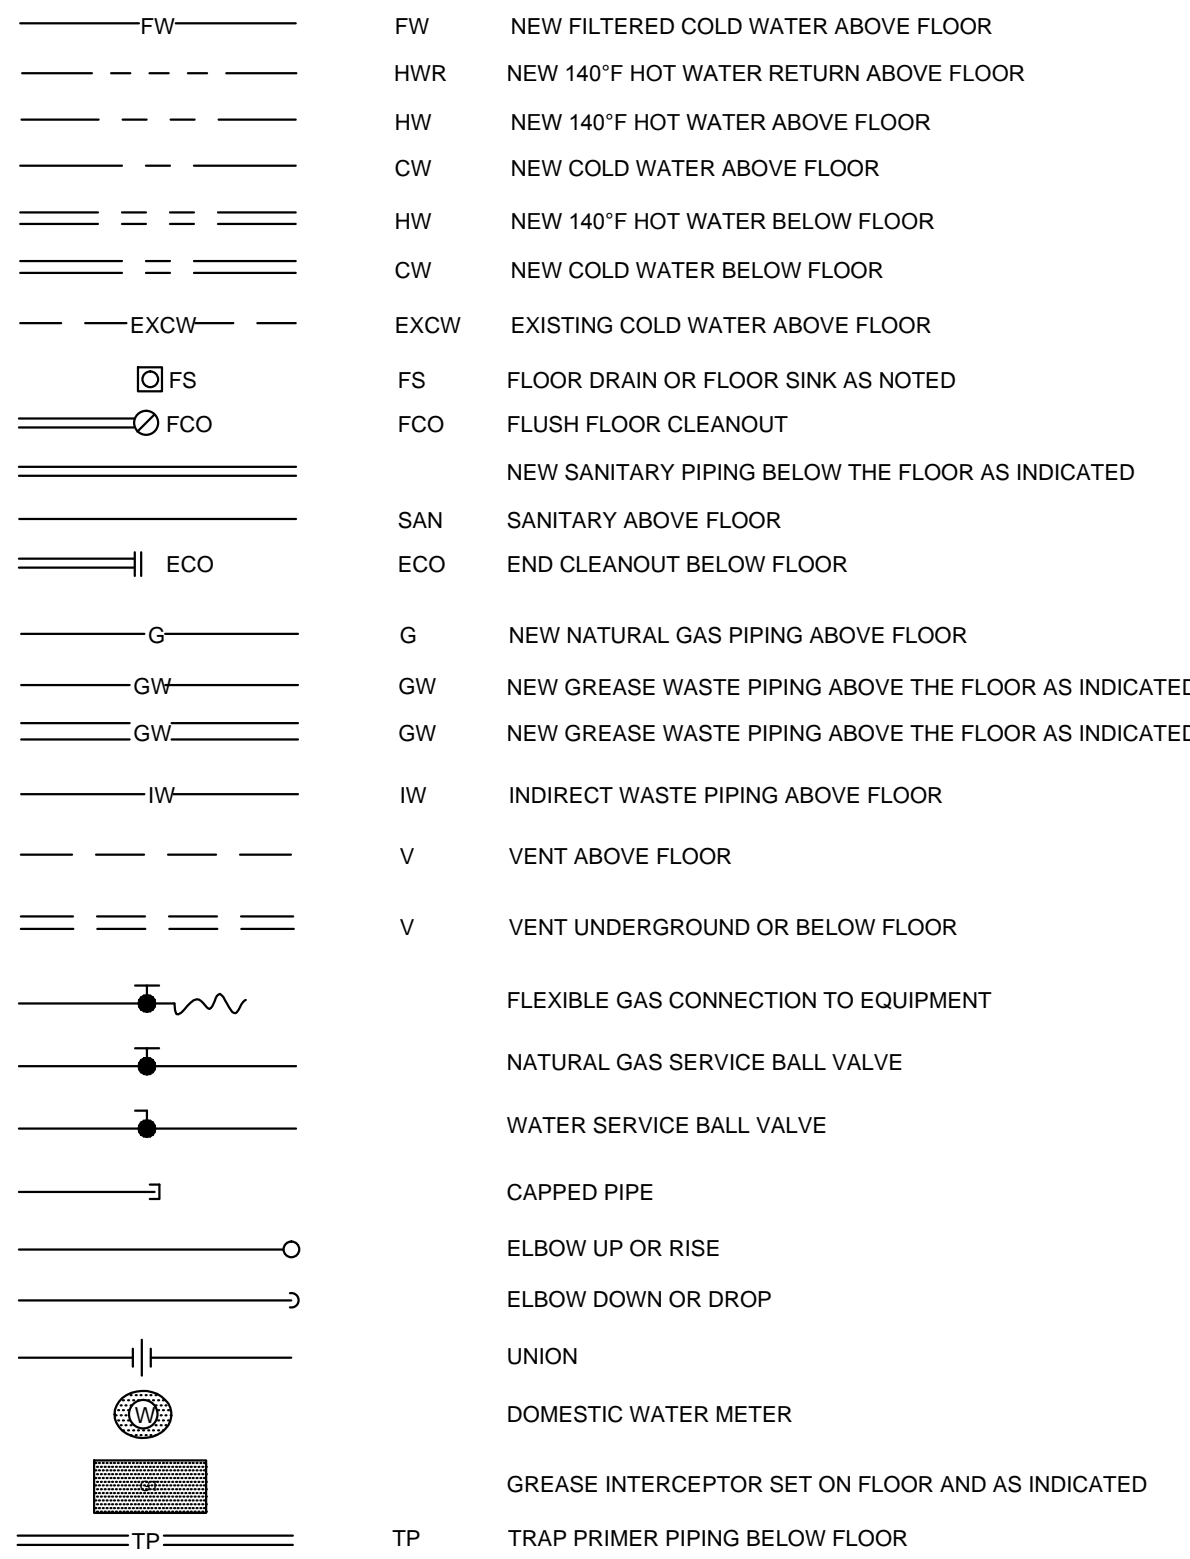 FW FW NEW FILTERED COLD WATER ABOVE FLOOR
HWR NEW 140°F HOT WATER RETURN ABOVE FLOOR
HW NEW 140°F HOT WATER ABOVE FLOOR
CW NEW COLD WATER ABOVE FLOOR
HW NEW 140°F HOT WATER BELOW FLOOR
CW NEW COLD WATER BELOW FLOOR
EXCW EXCW EXISTING COLD WATER ABOVE FLOOR
FS FS FLOOR DRAIN OR FLOOR SINK AS NOTED
FCO FCO FLUSH FLOOR CLEANOUT
NEW SANITARY PIPING BELOW THE FLOOR AS INDICATED
SAN SANITARY ABOVE FLOOR
ECO ECO END CLEANOUT BELOW FLOOR
G G NEW NATURAL GAS PIPING ABOVE FLOOR
GW GW NEW GREASE WASTE PIPING ABOVE THE FLOOR AS INDICATED
GW GW NEW GREASE WASTE PIPING ABOVE THE FLOOR AS INDICATED
IW IW INDIRECT WASTE PIPING ABOVE FLOOR
V VENT ABOVE FLOOR
V VENT UNDERGROUND OR BELOW FLOOR
FLEXIBLE GAS CONNECTION TO EQUIPMENT
NATURAL GAS SERVICE BALL VALVE
WATER SERVICE BALL VALVE
CAPPED PIPE
ELBOW UP OR RISE
ELBOW DOWN OR DROP
UNION
W DOMESTIC WATER METER
GREASE INTERCEPTOR SET ON FLOOR AND AS INDICATED
TP TP TRAP PRIMER PIPING BELOW FLOOR